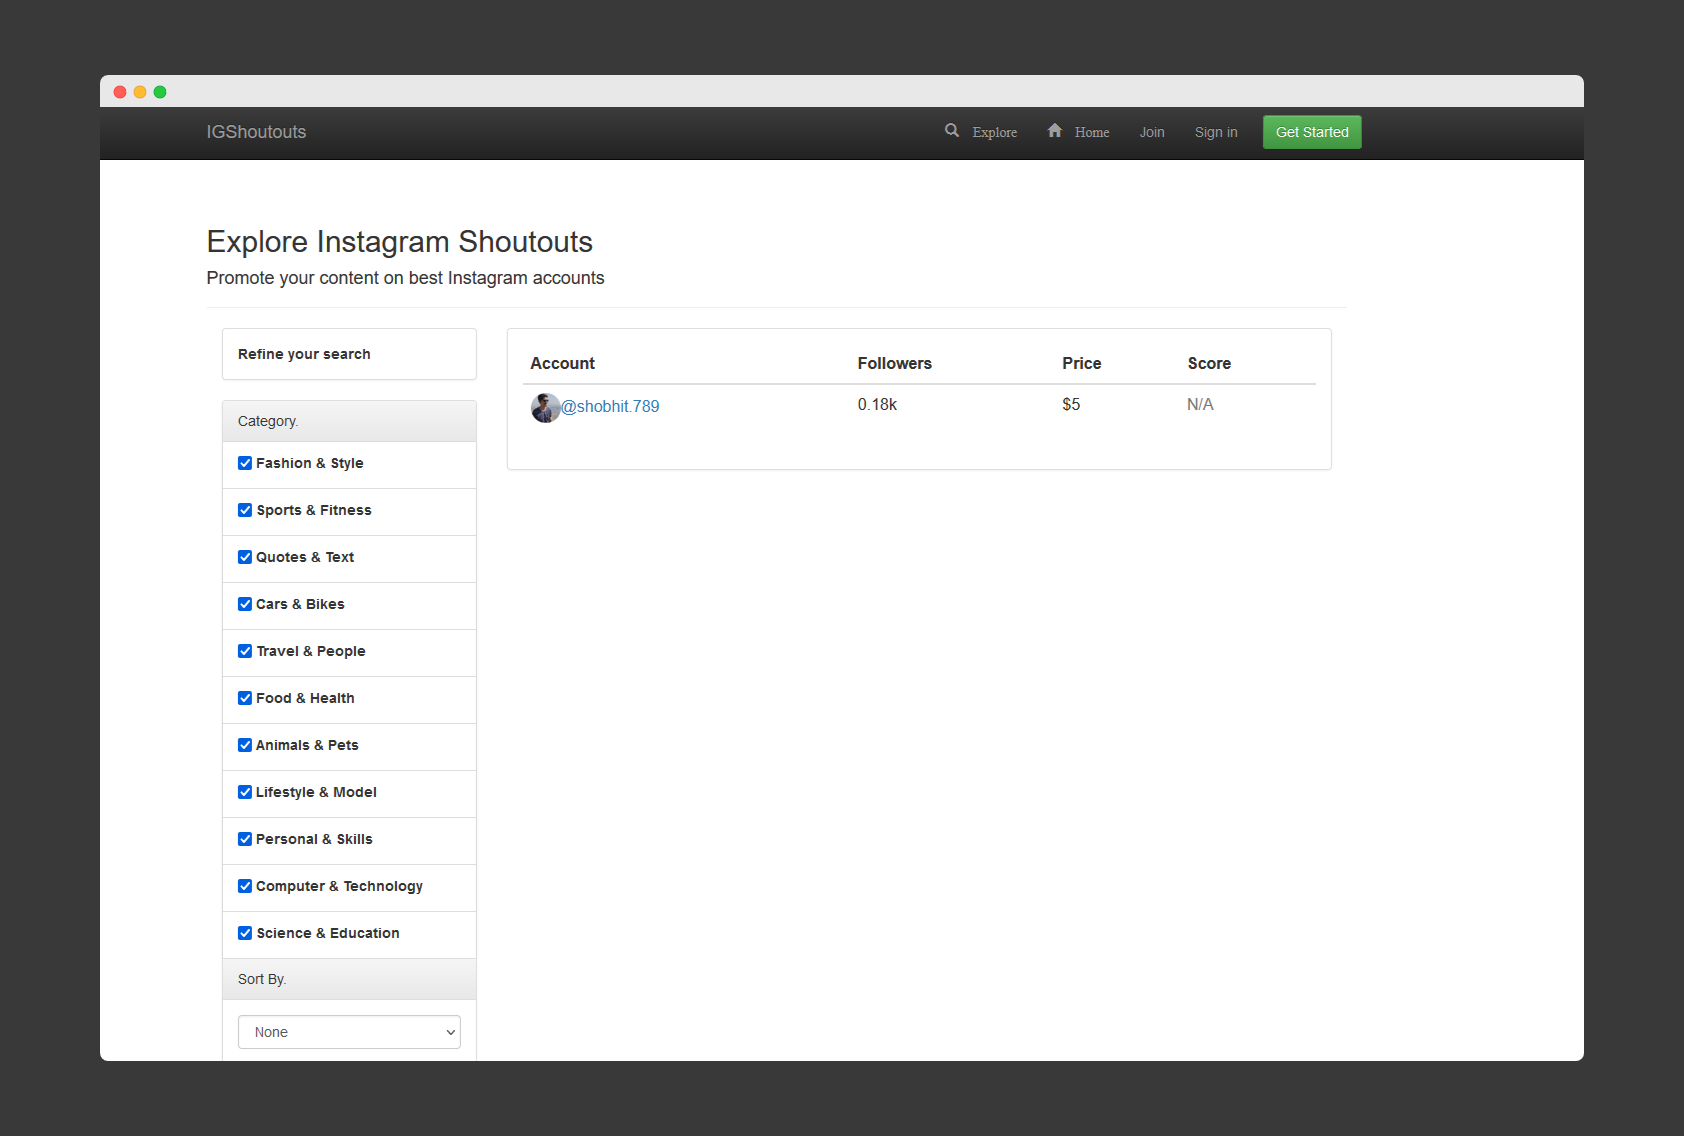 IGShoutouts
Explore
Home
Join
Sign in
Get Started
Explore Instagram Shoutouts
Promote your content on best Instagram accounts
Refine your search
Category.
Fashion & Style
Sports & Fitness
Quotes & Text
Cars & Bikes
Travel & People
Food & Health
Animals & Pets
Lifestyle & Model
Personal & Skills
Computer & Technology
Science & Education
Sort By.
None
Account Followers Price Score
@shobhit.789 0.18k $5 N/A